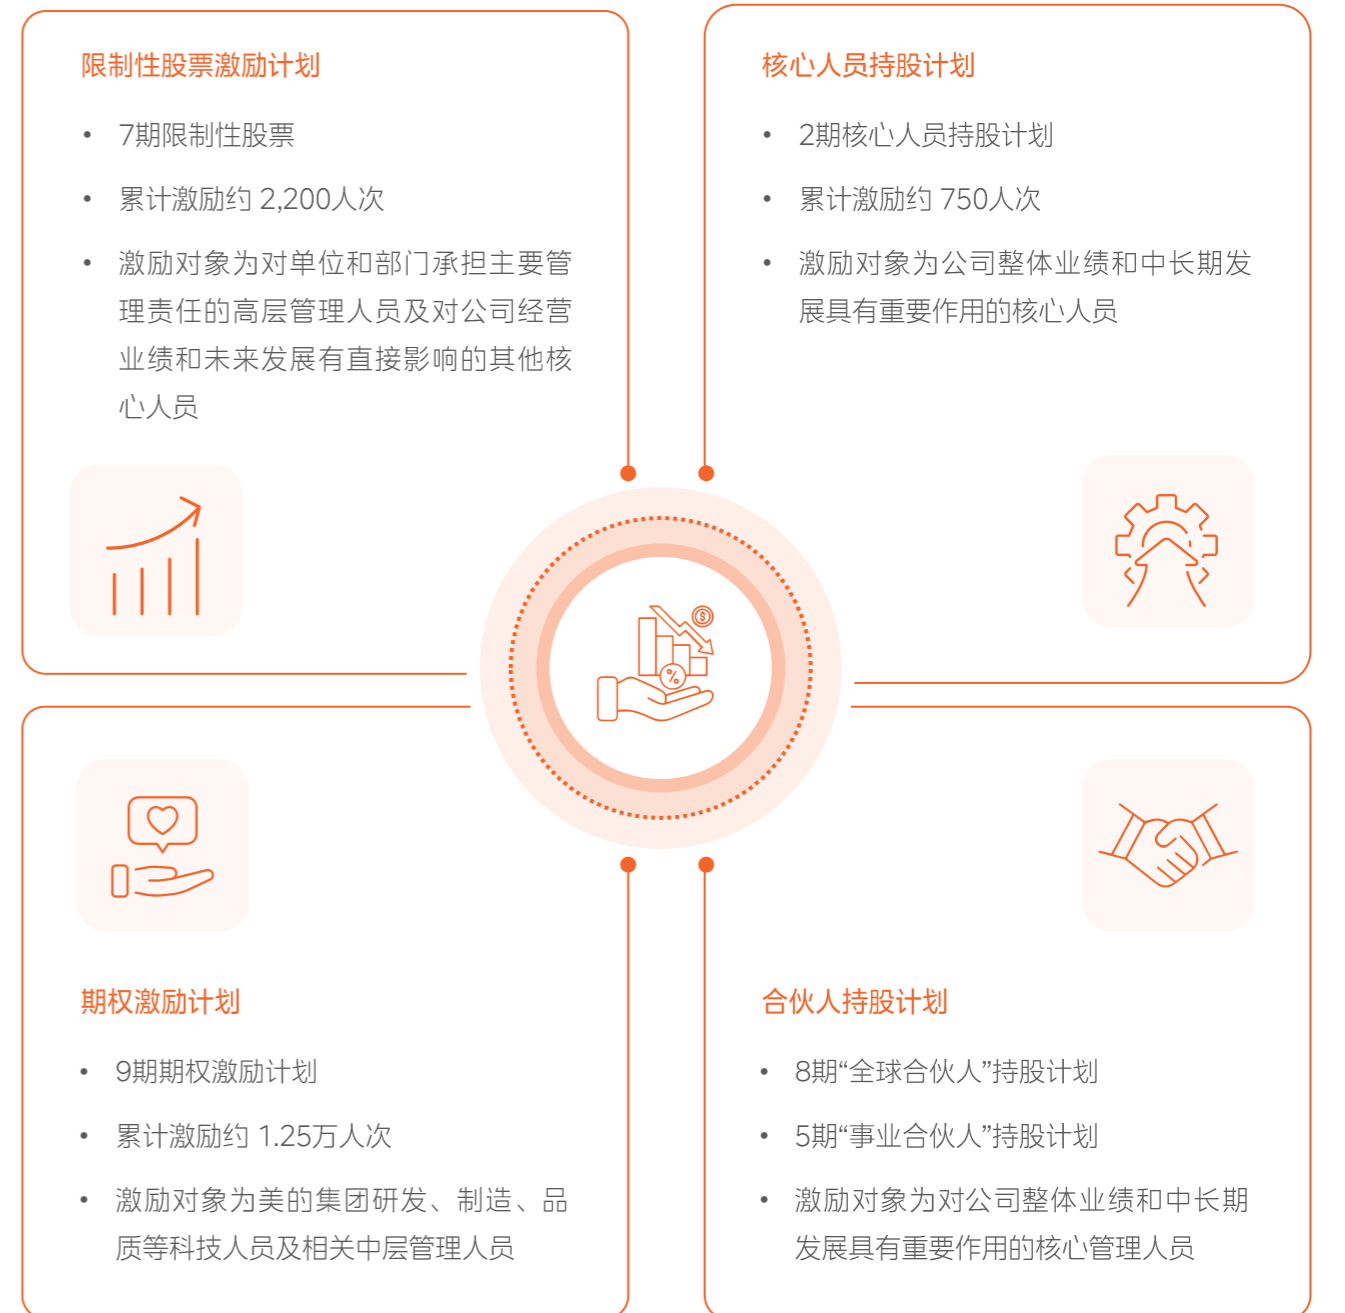 限制性股票激励计划
• 7期限制性股票
• 累计激励约 2,200人次
• 激励对象为对单位和部门承担主要管
理责任的高层管理人员及对公司经营
业绩和未来发展有直接影响的其他核
心人员
核心人员持股计划
• 2期核心人员持股计划
• 累计激励约 750人次
• 激励对象为公司整体业绩和中长期发
展具有重要作用的核心人员
$
%
期权激励计划
• 9期期权激励计划
• 累计激励约 1.25万人次
• 激励对象为美的集团研发、制造、品
质等科技人员及相关中层管理人员
合伙人持股计划
• 8期“全球合伙人”持股计划
• 5期“事业合伙人”持股计划
• 激励对象为对公司整体业绩和中长期
发展具有重要作用的核心管理人员